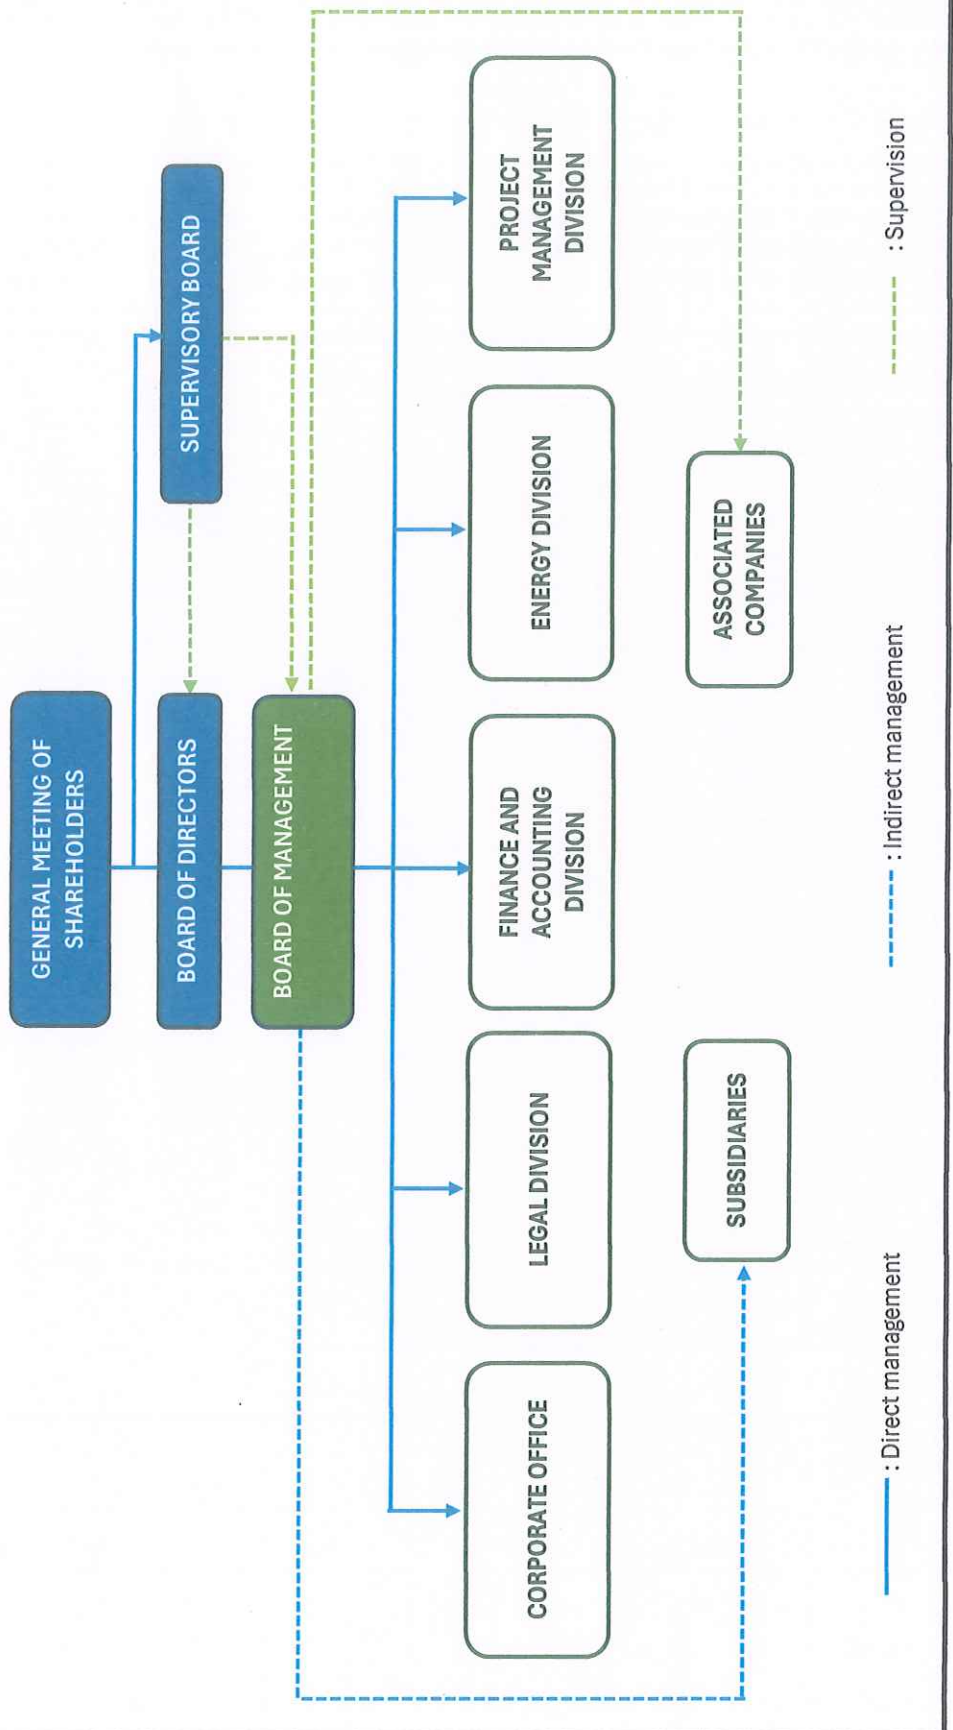 GENERAL MEETING OF
SHAREHOLDERS
SUPERVISORY BOARD
BOARD OF DIRECTORS
BOARD OF MANAGEMENT
CORPORATE OFFICE
LEGAL DIVISION
FINANCE AND
ACCOUNTING
DIVISION
ENERGY DIVISION
PROJECT
MANAGEMENT
DIVISION
SUBSIDIARIES
ASSOCIATED
COMPANIES
: Direct management
: Indirect management
: Supervision